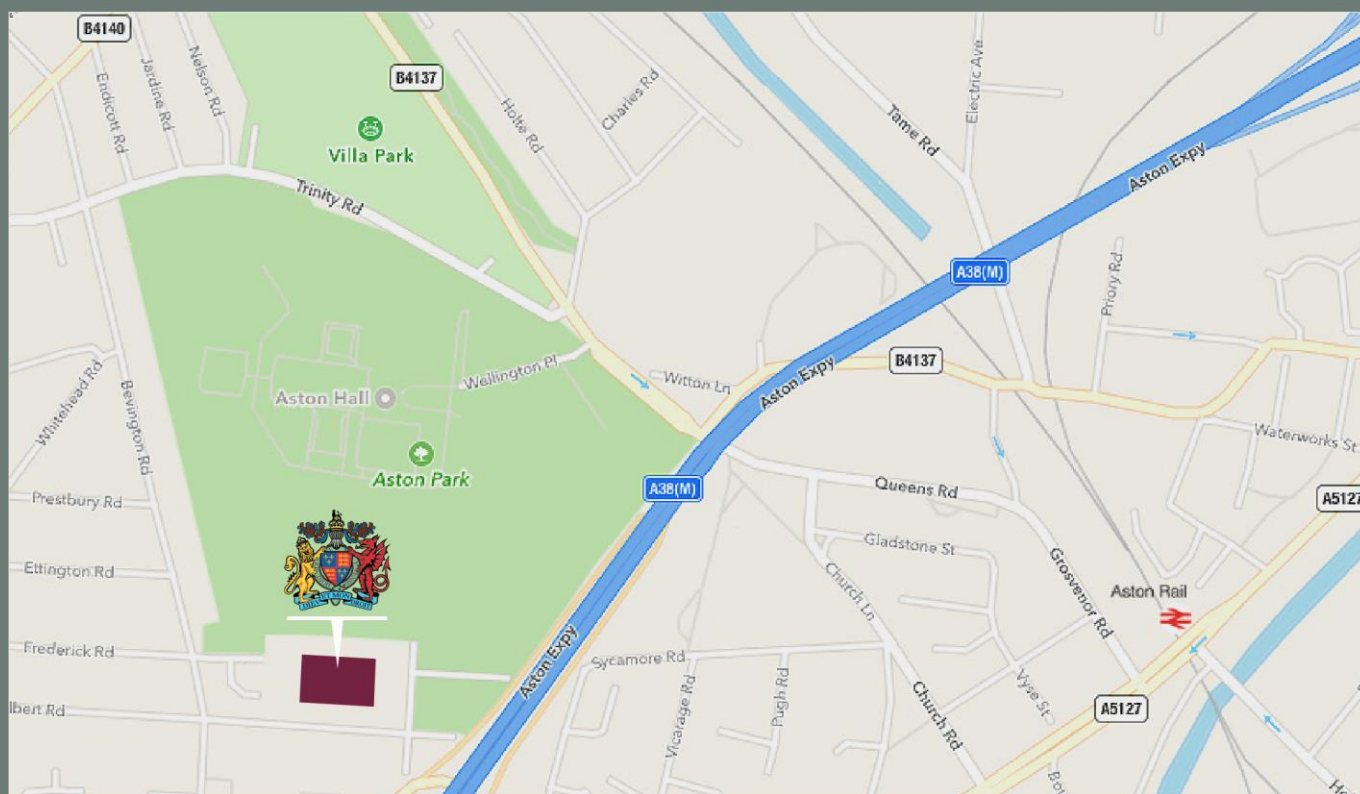 B4140
Endicott Rd
Jardine Rd
Nelson Rd
B4137
Villa Park
Holte Rd
Charles Rd
Tame Rd
Electric Ave
Aston Expy
Trinity Rd
A38(M)
Priory Rd
Whitehead Rd
Bevington Rd
Aston Hall
Wellington Pl
Witton Ln
Aston Expy
B4137
Waterworks St
Aston Park
A38(M)
Queens Rd
A5127
Prestbury Rd
Ettington Rd
Gladstone St
Church Ln
Grosvenor Rd
Aston Rail
Frederick Rd
Aston Expy
Sycamore Rd
Vicarage Rd
Pugh Rd
Church Rd
Vyse St
A5127
lbert Rd